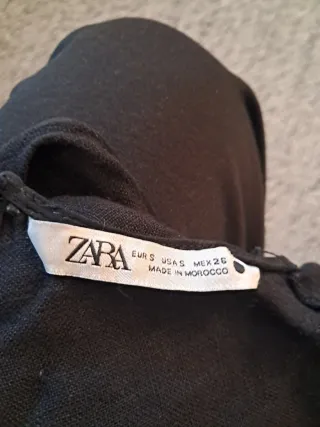 ZARA
EUR S USA S MEX 26
MADE IN MOROCCO